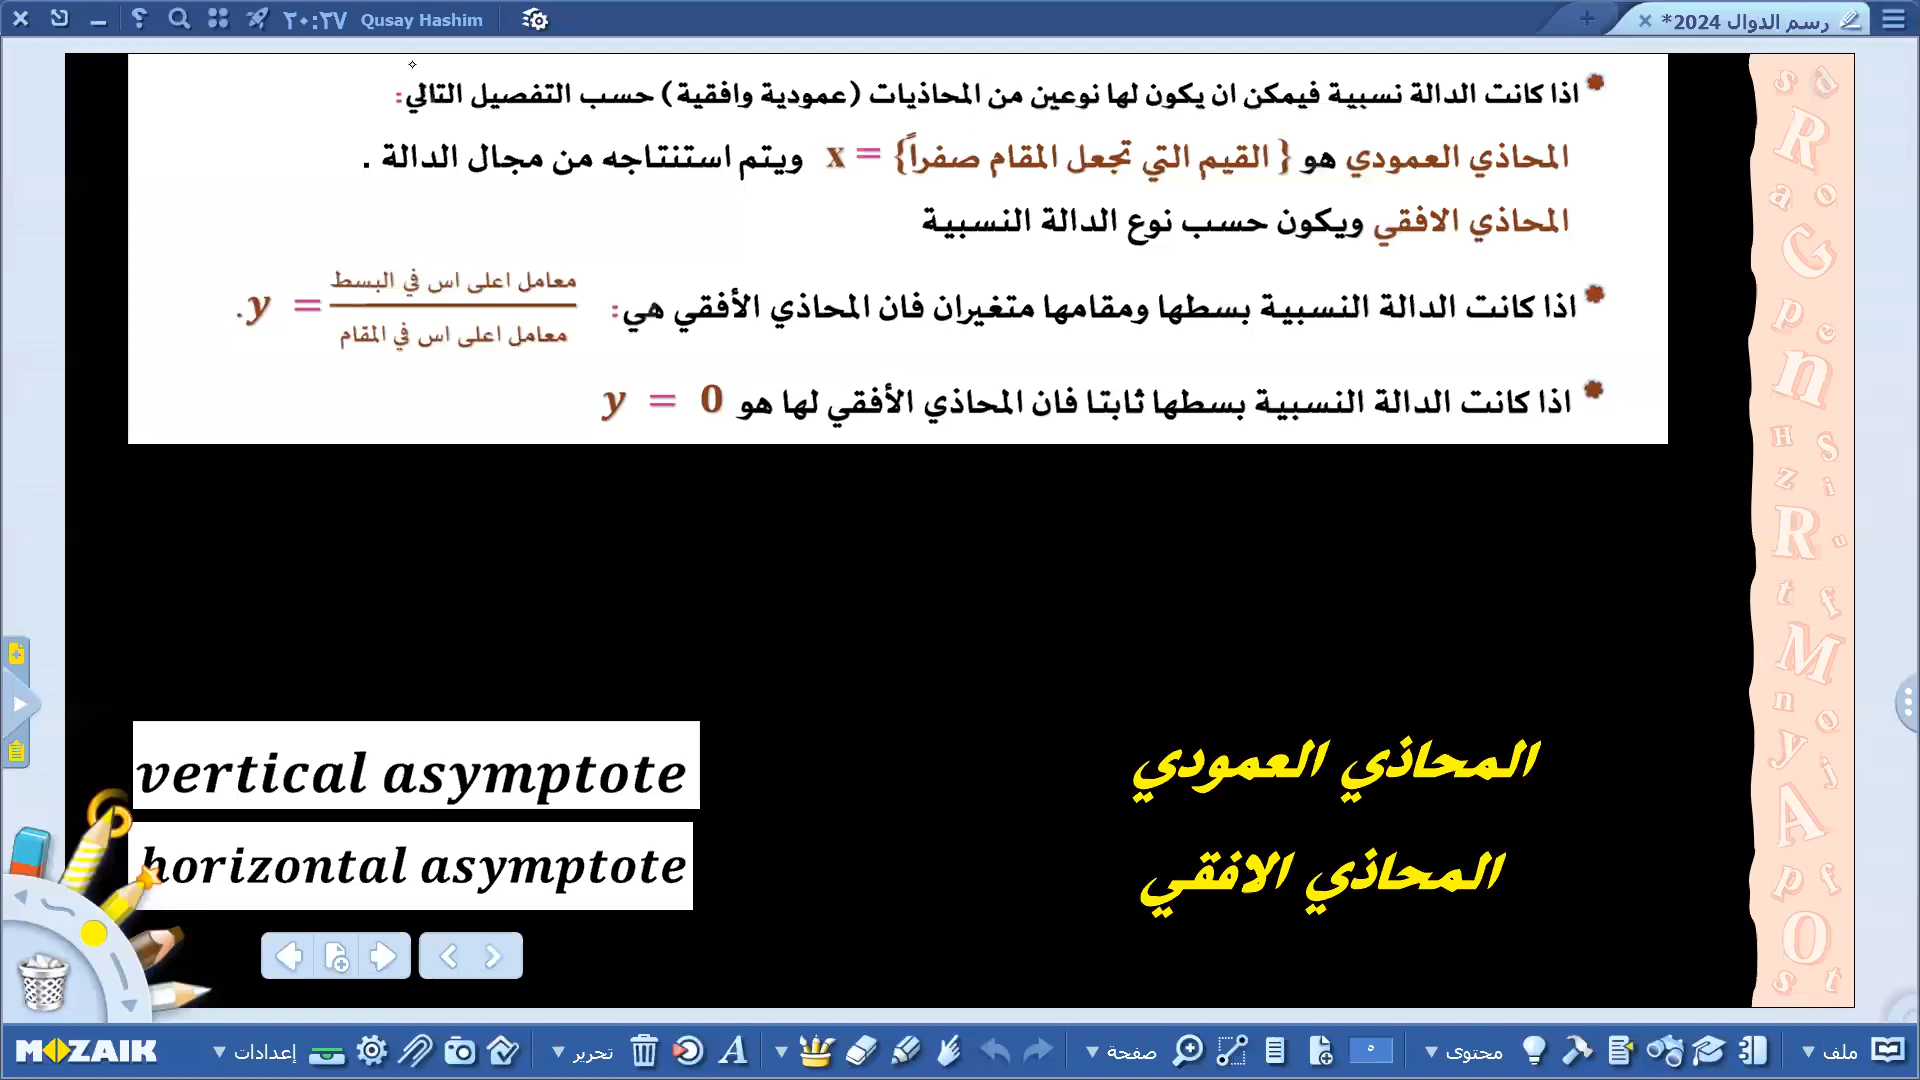 رسم الدوال 2024*
Qusay Hashim
٢٠:٢٧
اذا كانت الدالة نسبية فيمكن ان يكون لها نوعين من المحاذيات (عمودية وافقية) حسب التفصيل التالي:
المحاذي العمودي هو { القيم التي تجعل المقام صفراً} = x ويتم استنتاجه من مجال الدالة .
المحاذي الافقي ويكون حسب نوع الدالة النسبية
اذا كانت الدالة النسبية بسطها ومقامها متغيران فان المحاذي الأفقي هي:
معامل اعلى اس في البسط
y =
معامل اعلى اس في المقام
.
اذا كانت الدالة النسبية بسطها ثابتا فان المحاذي الأفقي لها هو y = 0
المحاذي العمودي
vertical asymptote
المحاذي الافقي
horizontal asymptote
ملف
محتوى
٥
صفحة
تحرير
إعدادات
MOZAIK